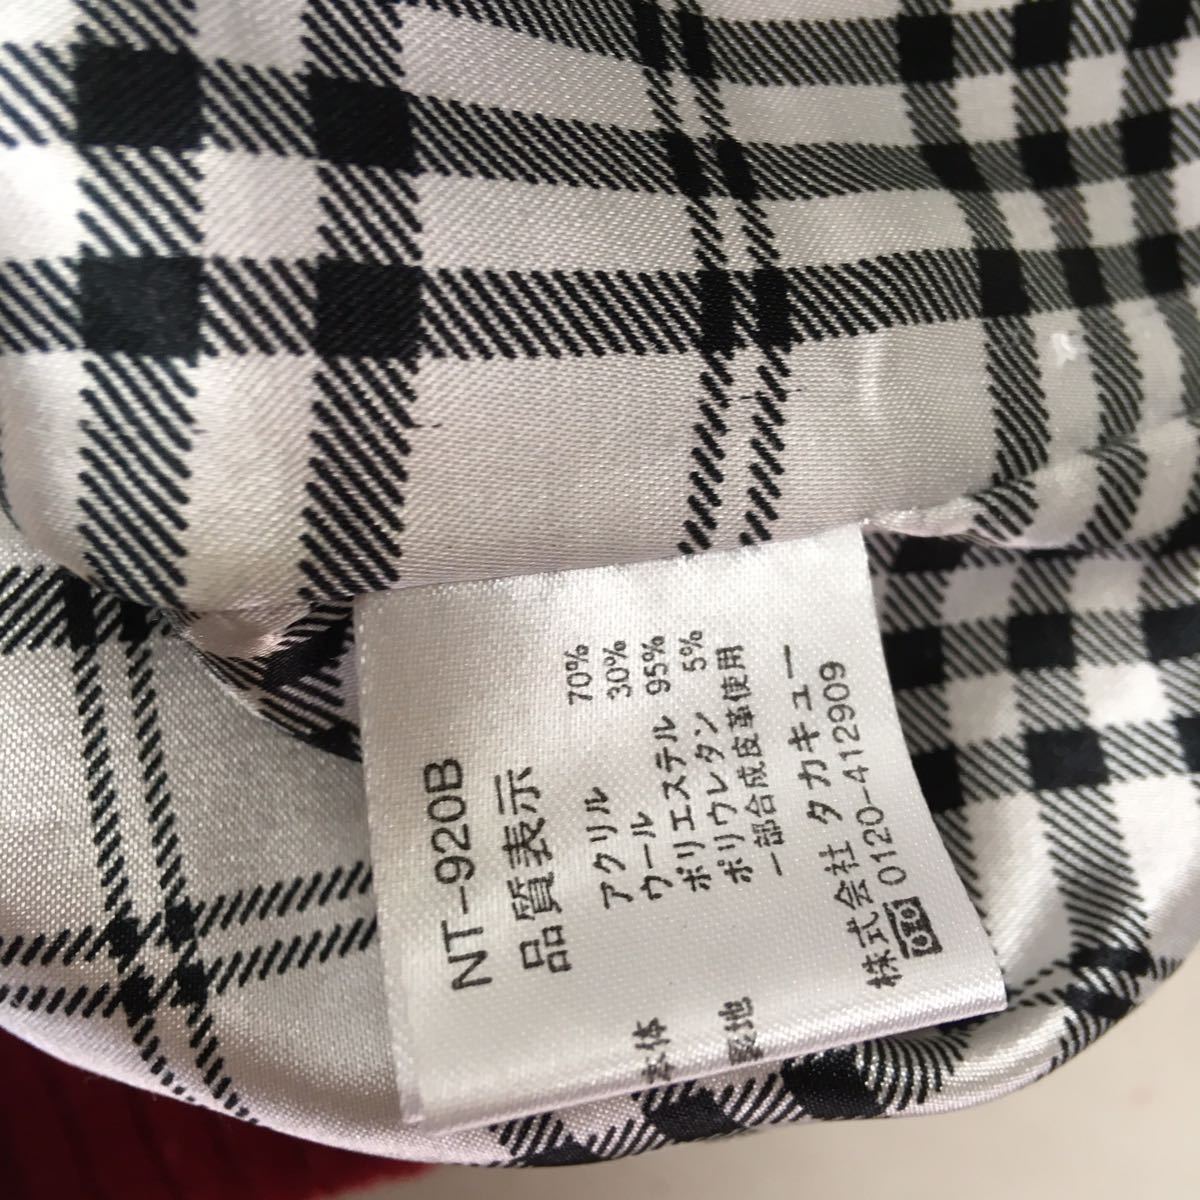 NT-920B
品質表示
アクリル 70%
ウール 30%
本体 ポリエステル 95%
ポリウレタン 5%
裏地 一部合成皮革使用
株式会社 タカキュー
0120-412909